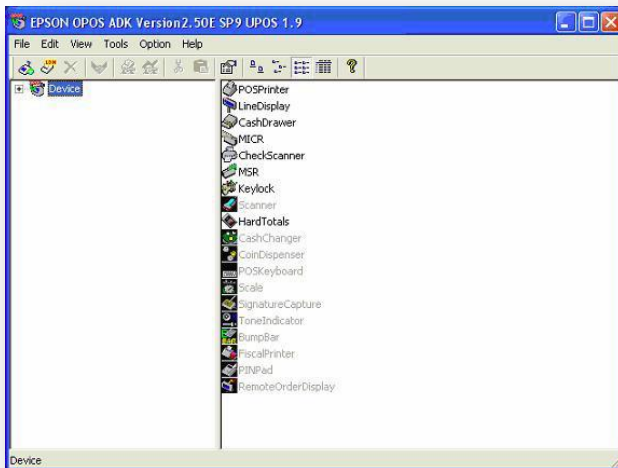 EPSON OPOS ADK Version2.50E SP9 UPOS 1.9
File Edit View Tools Option Help
Device
POSPrinter
LineDisplay
CashDrawer
MICR
CheckScanner
MSR
Keylock
Scanner
HardTotals
CashChanger
CoinDispenser
POSKeyboard
Scale
SignatureCapture
ToneIndicator
BumpBar
FiscalPrinter
PINPad
RemoteOrderDisplay
Device